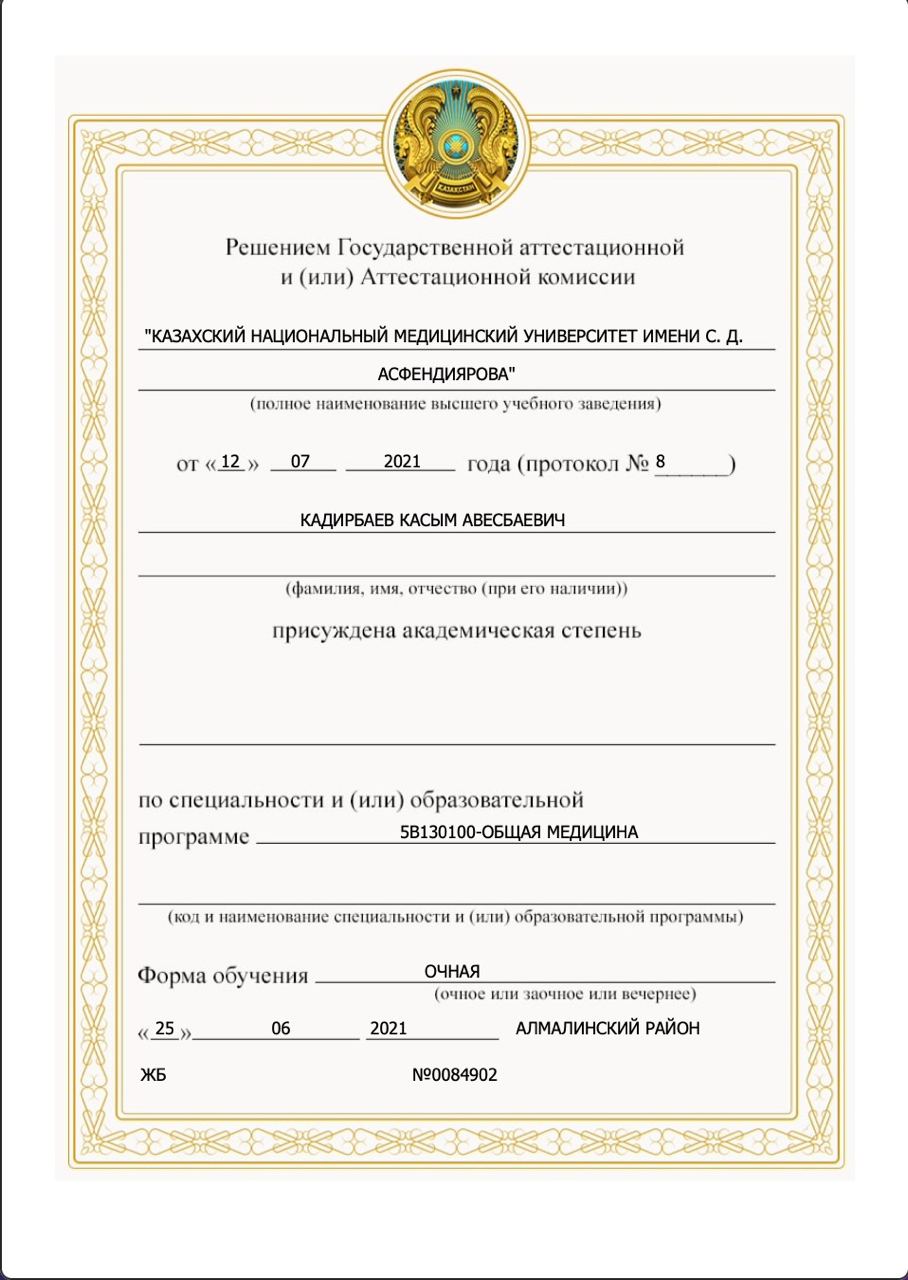 КАЗАХСТАН
Решением Государственной аттестационной
и (или) Аттестационной комиссии
"КАЗАХСКИЙ НАЦИОНАЛЬНЫЙ МЕДИЦИНСКИЙ УНИВЕРСИТЕТ ИМЕНИ С. Д.
АСФЕНДИЯРОВА"
(полное наименование высшего учебного заведения)
от «12» 07 2021 года (протокол № 8______)
КАДИРБАЕВ КАСЫМ АВЕСБАЕВИЧ
(фамилия, имя, отчество (при его наличии))
присуждена академическая степень
по специальности и (или) образовательной
программе 5В130100-ОБЩАЯ МЕДИЦИНА
(код и наименование специальности и (или) образовательной программы)
Форма обучения ОЧНАЯ
(очное или заочное или вечернее)
«25» 06 2021 АЛМАЛИНСКИЙ РАЙОН
ЖБ №0084902